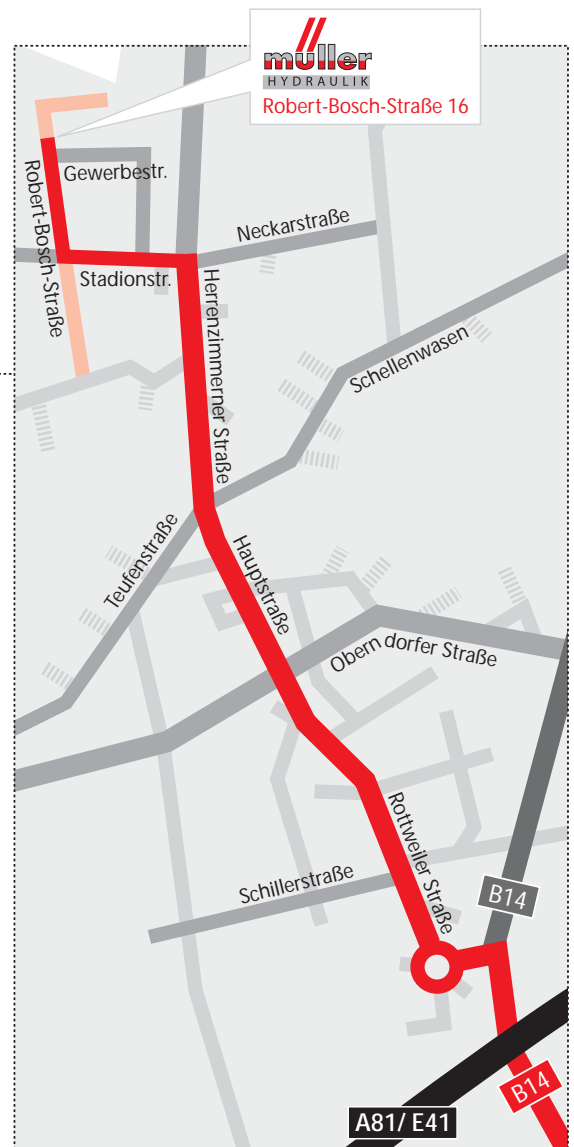 müller
HYDRAULIK
Robert-Bosch-Straße 16
Gewerbestr.
Robert-Bosch-Straße
Neckarstraße
Stadionstr.
Herrenzimmerner Straße
Schellenwasen
Teufenstraße
Hauptstraße
Obern dorfer Straße
Rottweiler Straße
Schillerstraße
B14
B14
A81/ E41